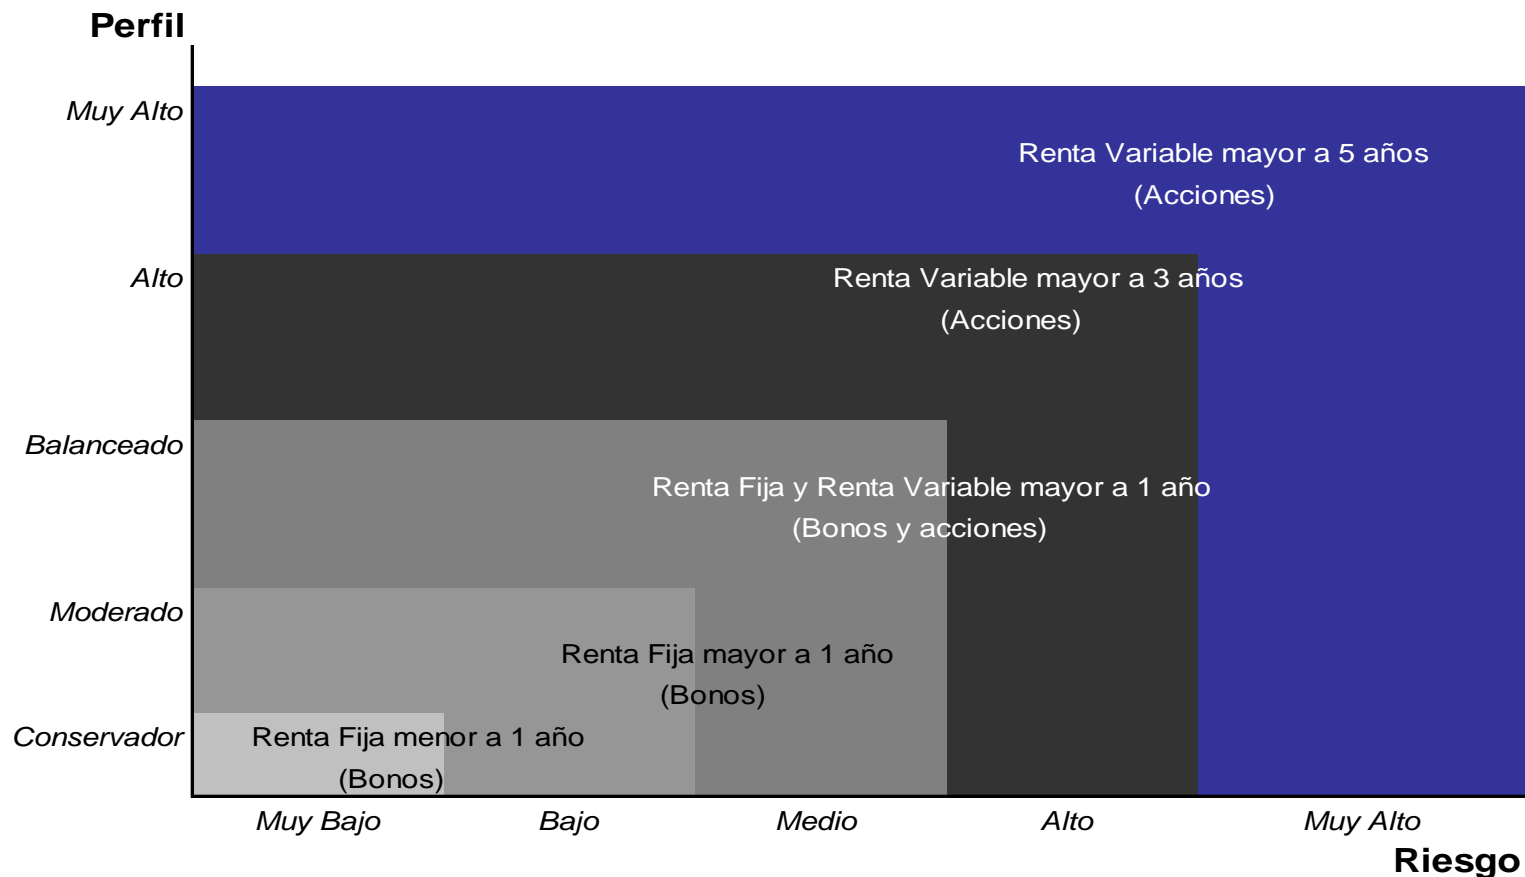 Perfil
Muy Alto
Renta Variable mayor a 5 años
(Acciones)
Alto
Renta Variable mayor a 3 años
(Acciones)
Balanceado
Renta Fija y Renta Variable mayor a 1 año
(Bonos y acciones)
Moderado
Renta Fija mayor a 1 año
(Bonos)
Conservador
Renta Fija menor a 1 año
(Bonos)
Muy Bajo
Bajo
Medio
Alto
Muy Alto
Riesgo